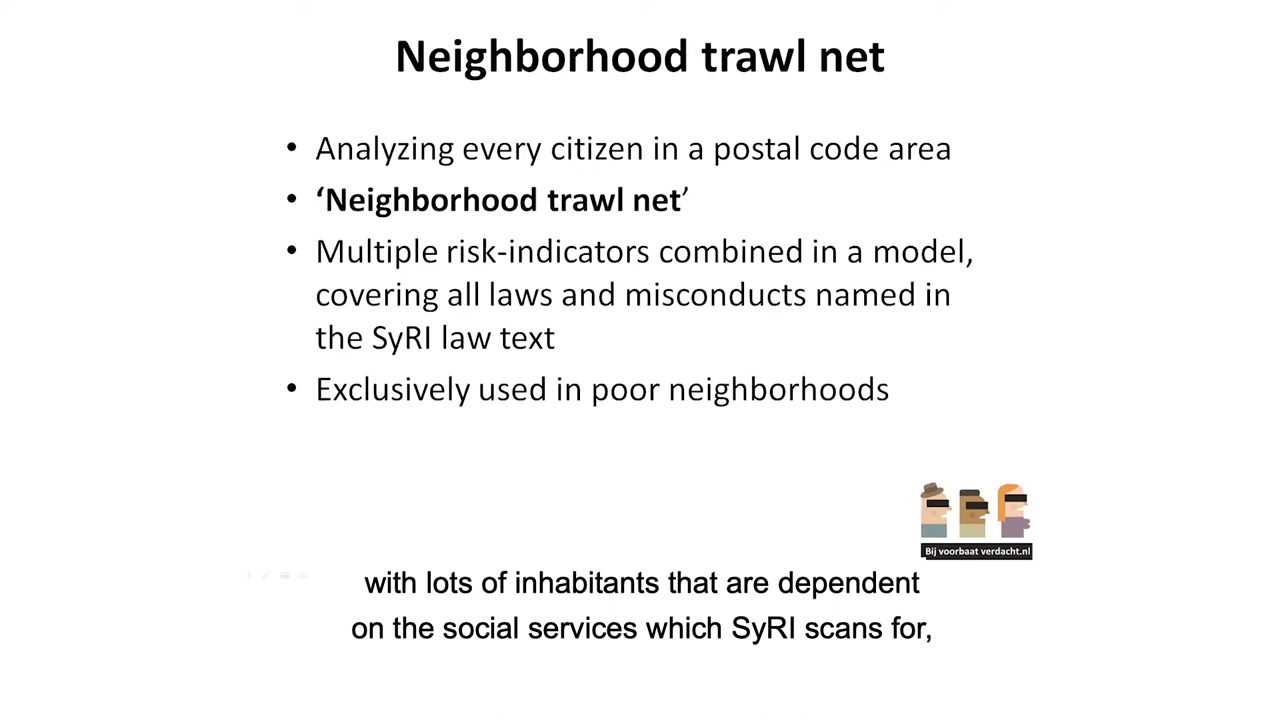 Neighborhood trawl net
• Analyzing every citizen in a postal code area
• ‘Neighborhood trawl net’
• Multiple risk-indicators combined in a model,
covering all laws and misconducts named in
the SyRI law text
• Exclusively used in poor neighborhoods
Bij voorbaat verdacht.nl
with lots of inhabitants that are dependent
on the social services which SyRI scans for,